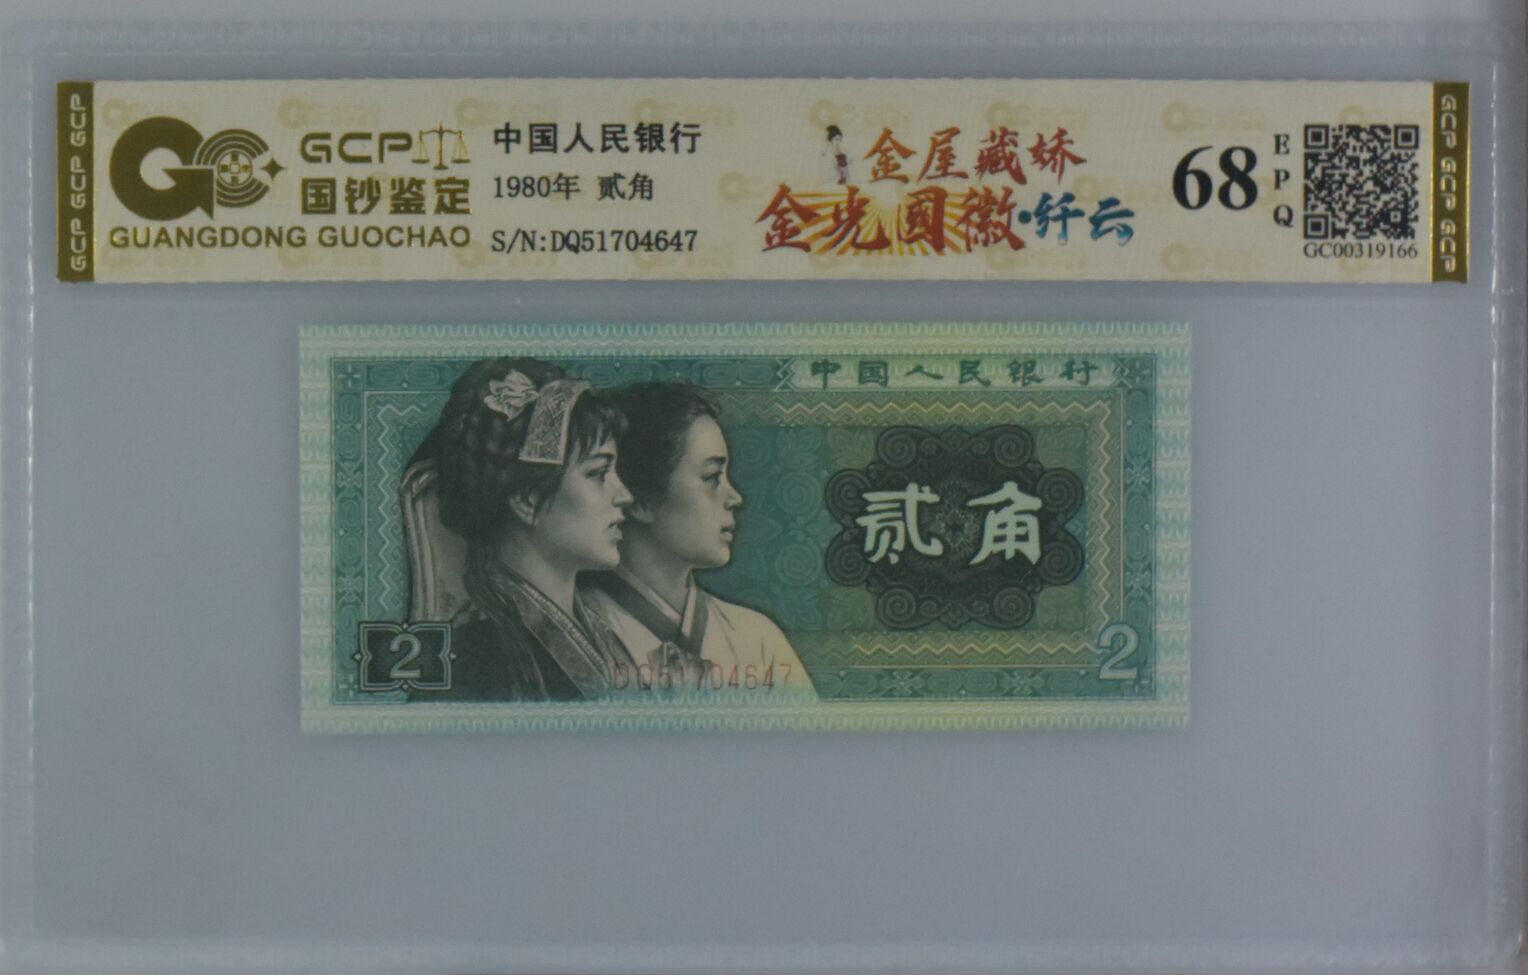 GCP GCP GCP
GCP
国钞鉴定
GUANGDONG GUOCHAO
中国人民银行
1980年 贰角
S/N:DQ51704647
金屋藏娇
金光國徽·纤云
68
EPQ
GC00319166
GCP GCP GCP
中国人民银行
贰角
2
2
DQ51704647